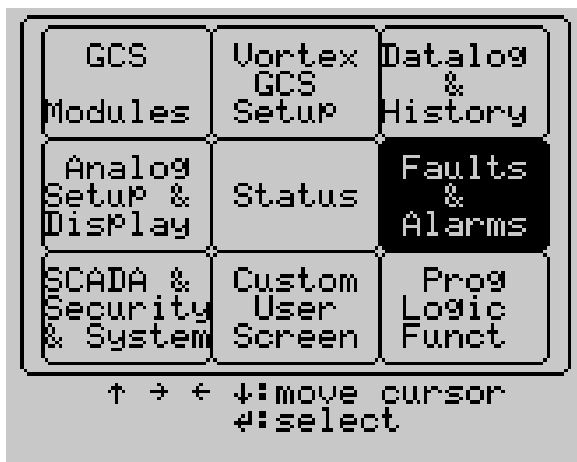 GCS
Modules
Vortex
GCS
Setup
Datalog
&
History
Analog
Setup &
Display
Status
Faults
&
Alarms
SCADA &
Security
& System
Custom
User
Screen
Prog
Logic
Funct
↑ → ← ↓:move cursor
↵:select